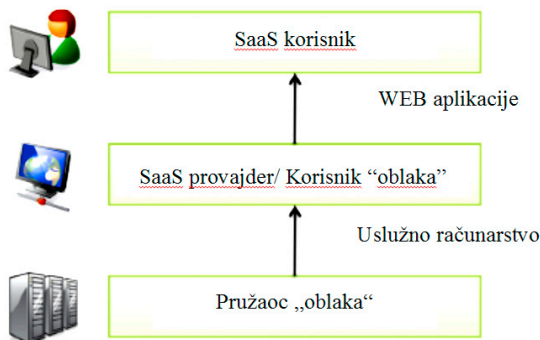 SaaS korisnik
WEB aplikacije
SaaS provajder/ Korisnik “oblaka”
Uslužno računarstvo
Pružaoc „oblaka“